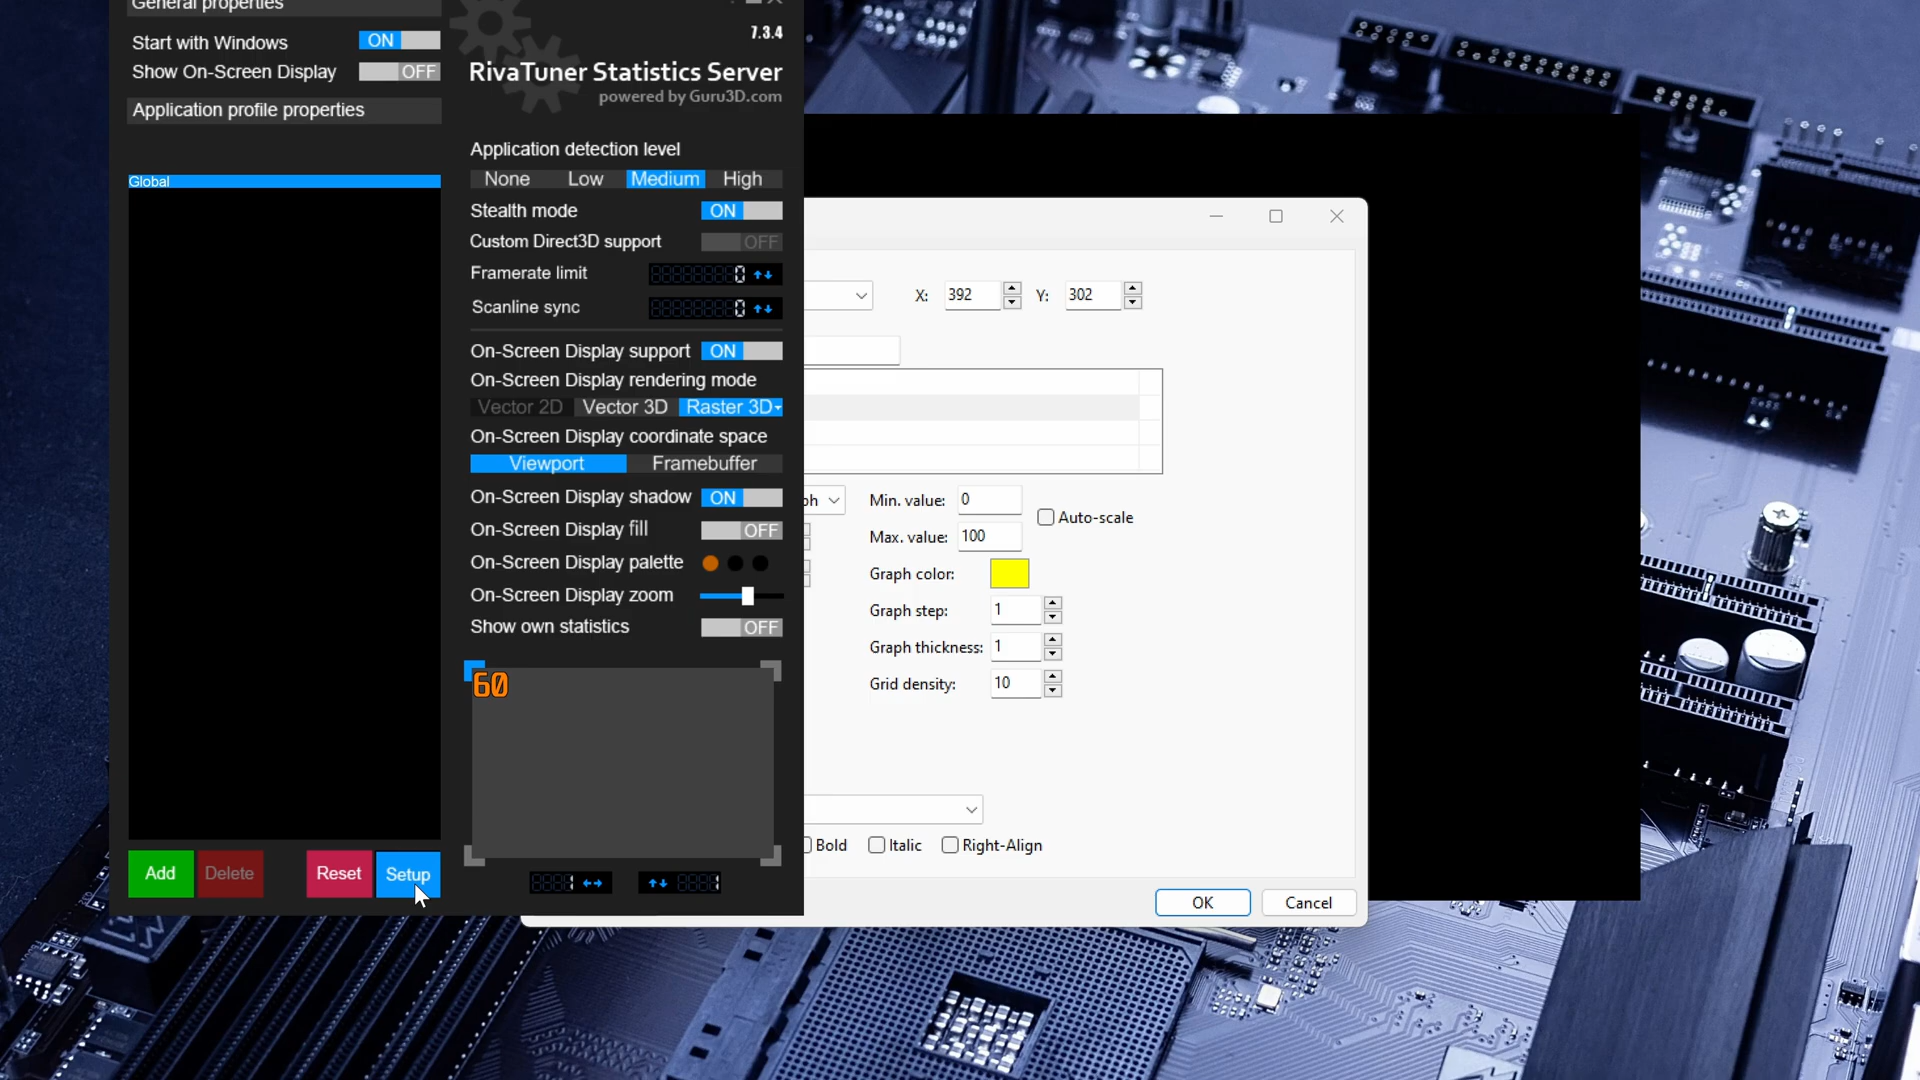 General properties
Start with Windows ON
Show On-Screen Display OFF
Application profile properties
Global
Add Delete Reset Setup
7.3.4
RivaTuner Statistics Server
powered by Guru3D.com
Application detection level
None Low Medium High
Stealth mode ON
Custom Direct3D support OFF
Framerate limit 0
Scanline sync 0
On-Screen Display support ON
On-Screen Display rendering mode
Vector 2D Vector 3D Raster 3D
On-Screen Display coordinate space
Viewport Framebuffer
On-Screen Display shadow ON
On-Screen Display fill OFF
On-Screen Display palette
On-Screen Display zoom
Show own statistics OFF
60
1 1
X: 392 Y: 302
Min. value: 0
Auto-scale
Max. value: 100
Graph color:
Graph step: 1
Graph thickness: 1
Grid density: 10
Bold Italic Right-Align
OK Cancel